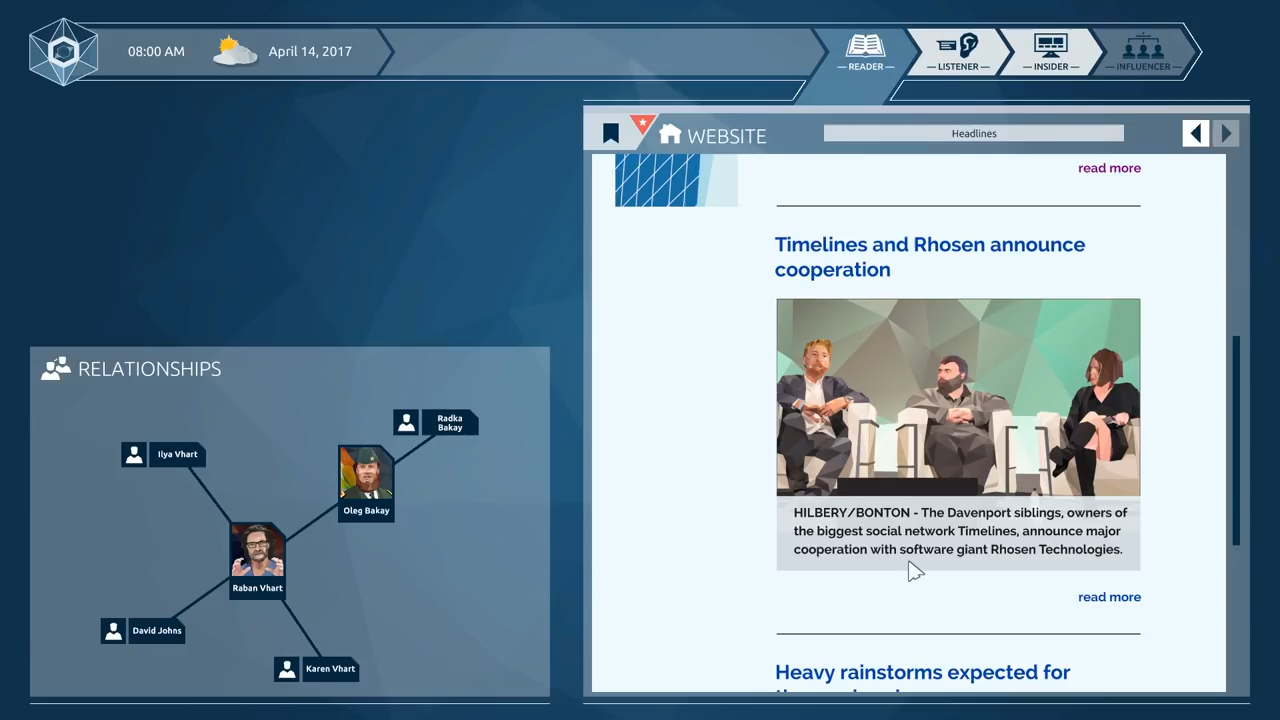 08:00 AM
April 14, 2017
— READER —
— LISTENER —
— INSIDER —
— INFLUENCER —
WEBSITE
Headlines
read more
Timelines and Rhosen announce
cooperation
HILBERY/BONTON - The Davenport siblings, owners of
the biggest social network Timelines, announce major
cooperation with software giant Rhosen Technologies.
read more
Heavy rainstorms expected for
RELATIONSHIPS
Radka
Bakay
Ilya Vhart
Oleg Bakay
Raban Vhart
David Johns
Karen Vhart